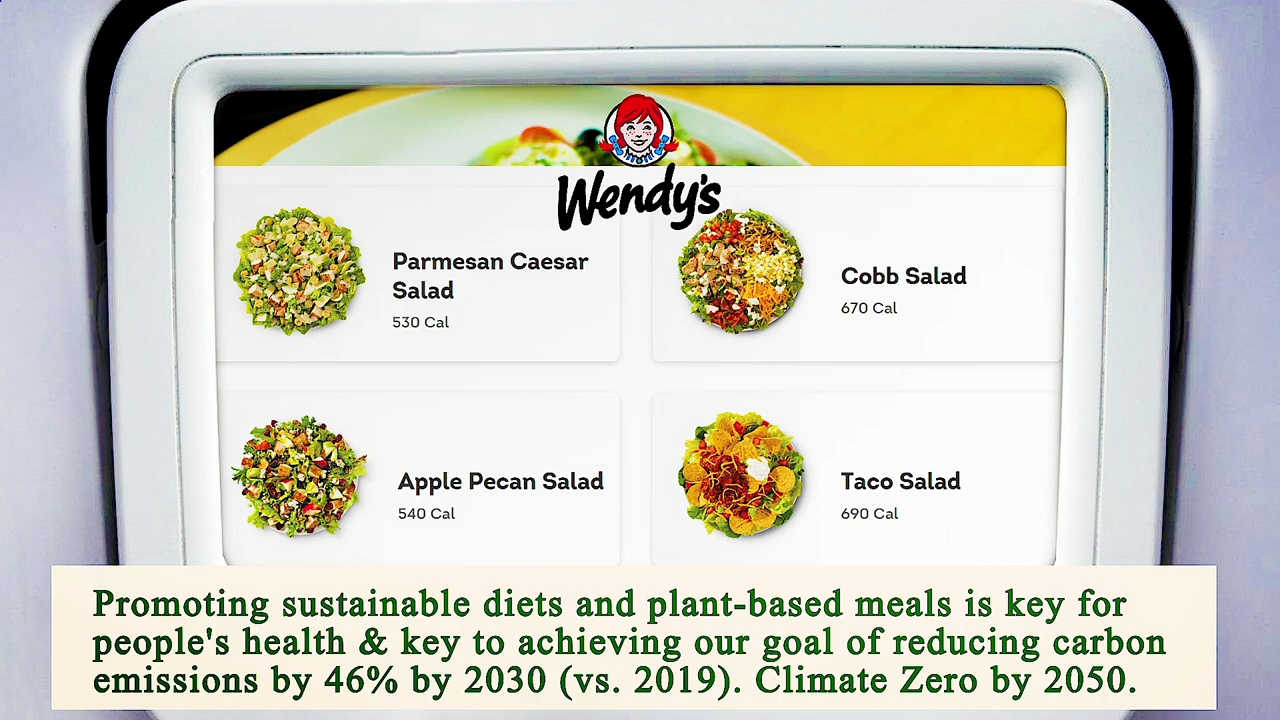 Wendy's
Parmesan Caesar
Salad
530 Cal
Cobb Salad
670 Cal
Apple Pecan Salad
540 Cal
Taco Salad
690 Cal
Promoting sustainable diets and plant-based meals is key for
people's health & key to achieving our goal of reducing carbon
emissions by 46% by 2030 (vs. 2019). Climate Zero by 2050.